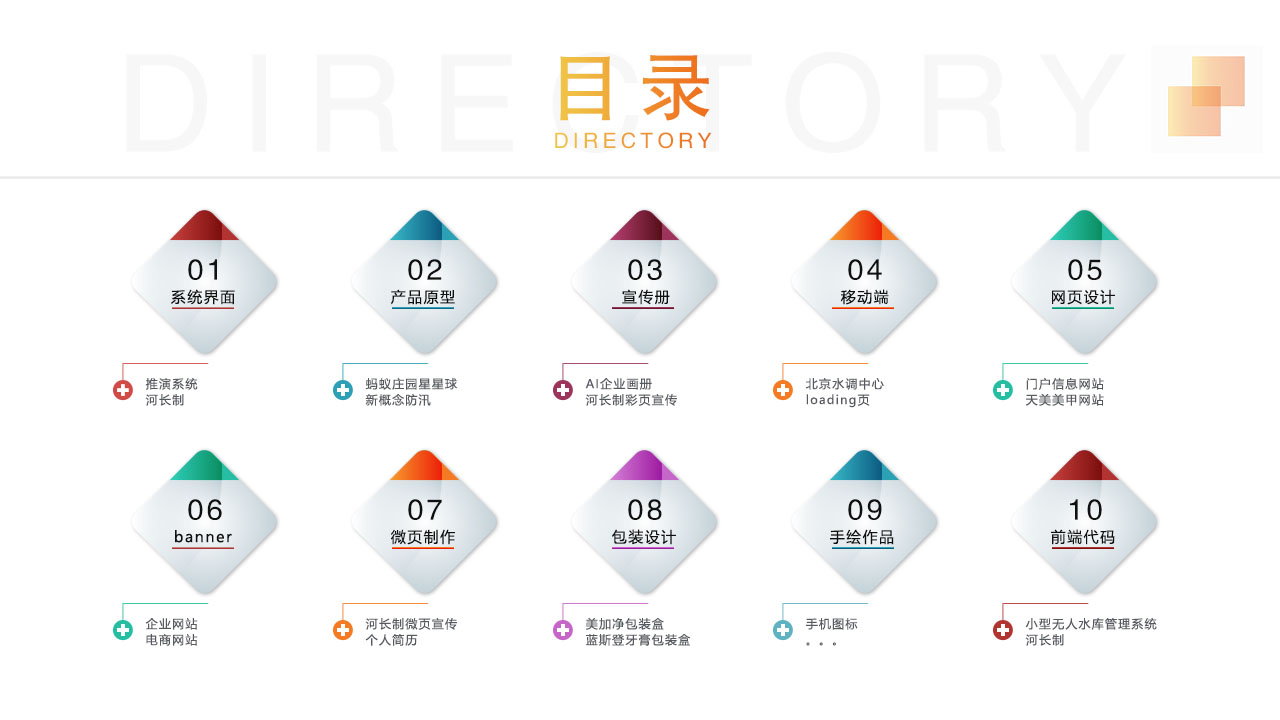 DIRECTORY
目录
DIRECTORY
01
系统界面
推演系统
河长制
02
产品原型
蚂蚁庄园星星球
新概念防汛
03
宣传册
AI企业画册
河长制彩页宣传
04
移动端
北京水调中心
loading页
05
网页设计
门户信息网站
天美美甲网站
06
banner
企业网站
电商网站
07
微页制作
河长制微页宣传
个人简历
08
包装设计
美加净包装盒
蓝斯登牙膏包装盒
09
手绘作品
手机图标
。。。
10
前端代码
小型无人水库管理系统
河长制